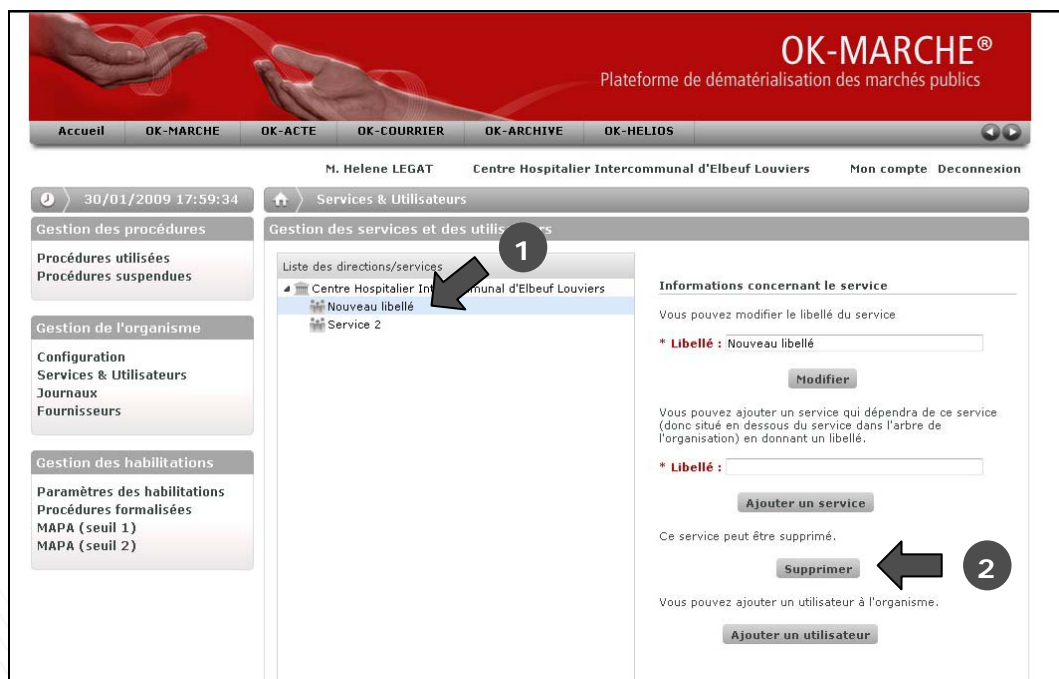 OK-MARCHE®
Plateforme de dématérialisation des marchés publics
Accueil OK-MARCHE OK-ACTE OK-COURRIER OK-ARCHIVE OK-HELIOS
M. Helene LEGAT Centre Hospitalier Intercommunal d'Elbeuf Louviers Mon compte Deconnexion
30/01/2009 17:59:34
Services & Utilisateurs
Gestion des procédures
Procédures utilisées
Procédures suspendues
Gestion de l'organisme
Configuration
Services & Utilisateurs
Journaux
Fournisseurs
Gestion des habilitations
Paramètres des habilitations
Procédures formalisées
MAPA (seuil 1)
MAPA (seuil 2)
Gestion des services et des utilis rs
1
Liste des directions/services
Centre Hospitalier Int munal d'Elbeuf Louviers
Nouveau libellé
Service 2
Informations concernant le service
Vous pouvez modifier le libellé du service
* Libellé : Nouveau libellé
Modifier
Vous pouvez ajouter un service qui dépendra de ce service
(donc situé en dessous du service dans l'arbre de
l'organisation) en donnant un libellé.
* Libellé :
Ajouter un service
Ce service peut être supprimé.
Supprimer
2
Vous pouvez ajouter un utilisateur à l'organisme.
Ajouter un utilisateur